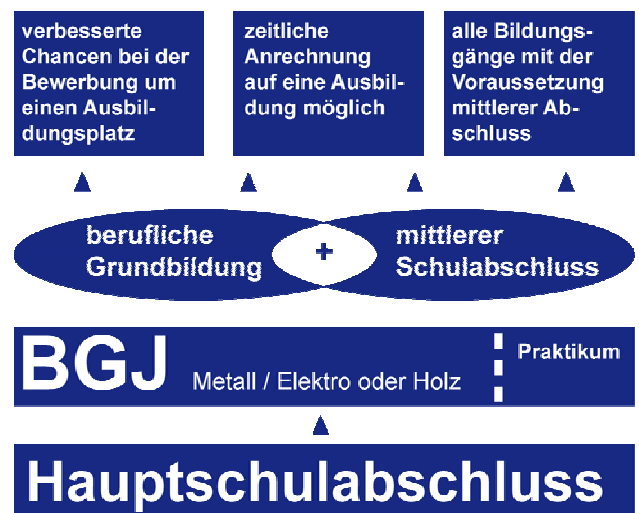 verbesserte
Chancen bei der
Bewerbung um
einen Ausbil-
dungsplatz
zeitliche
Anrechnung
auf eine Ausbil-
dung möglich
alle Bildungs-
gänge mit der
Voraussetzung
mittlerer Ab-
schluss
berufliche
Grundbildung
+
mittlerer
Schulabschluss
BGJ Metall / Elektro oder Holz
Praktikum
Hauptschulabschluss